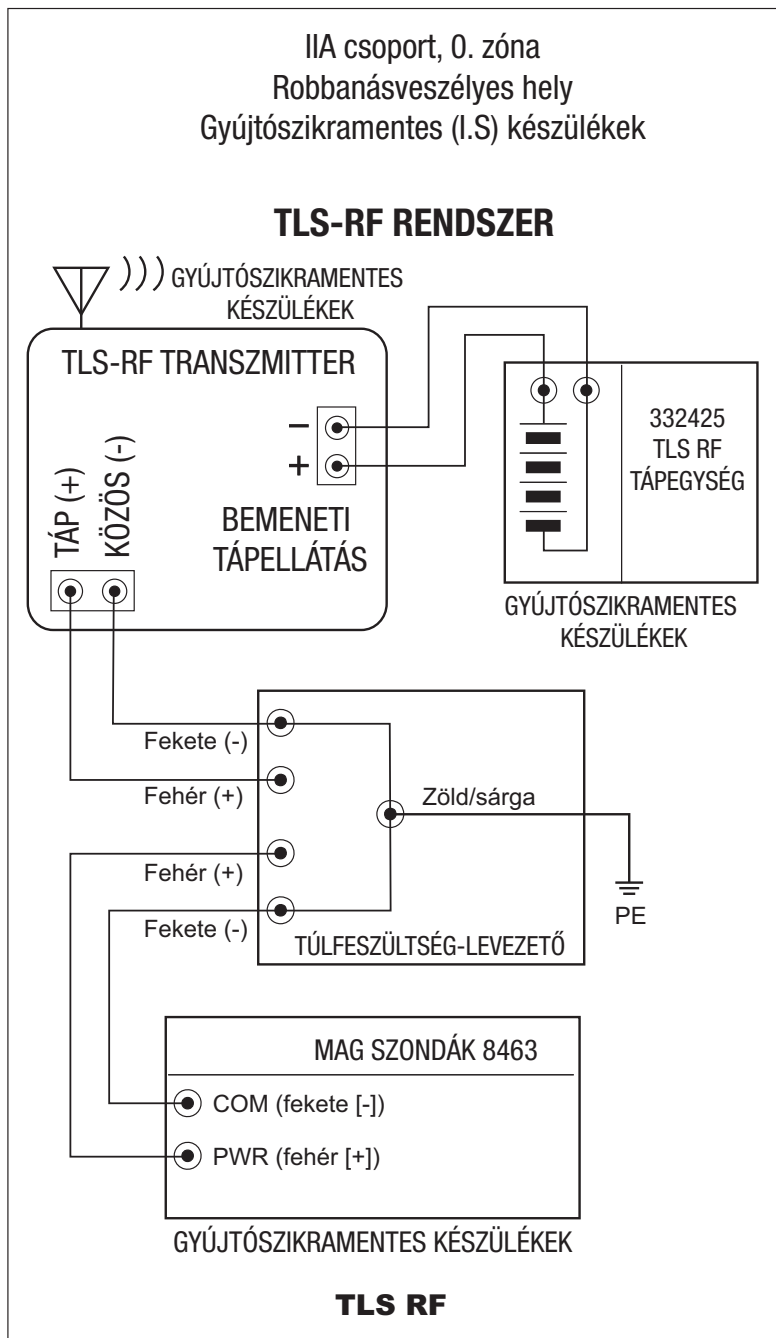 IIA csoport, 0. zóna
Robbanásveszélyes hely
Gyújtószikramentes (I.S) készülékek
TLS-RF RENDSZER
GYÚJTÓSZIKRAMENTES
KÉSZÜLÉKEK
TLS-RF TRANSZMITTER
TÁP (+)
KÖZÖS (-)
−
+
BEMENETI
TÁPELLÁTÁS
332425
TLS RF
TÁPEGYSÉG
GYÚJTÓSZIKRAMENTES
KÉSZÜLÉKEK
Fekete (-)
Fehér (+)
Fehér (+)
Fekete (-)
Zöld/sárga
PE
TÚLFESZÜLTSÉG-LEVEZETŐ
MAG SZONDÁK 8463
COM (fekete [-])
PWR (fehér [+])
GYÚJTÓSZIKRAMENTES KÉSZÜLÉKEK
TLS RF